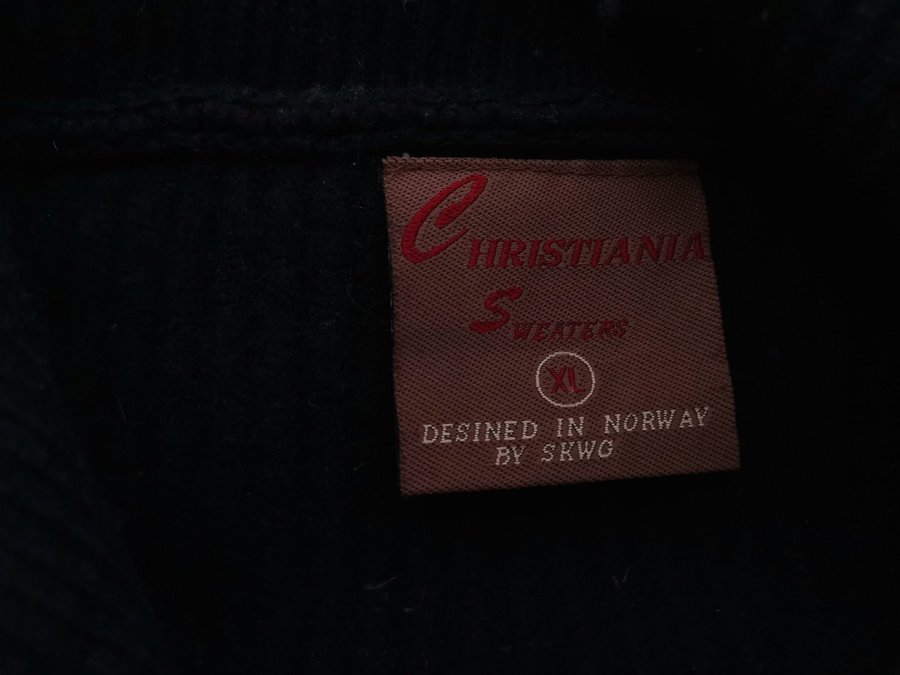 CHRISTIANIA
SWEATERS
XL
DESINED IN NORWAY
BY SKWG